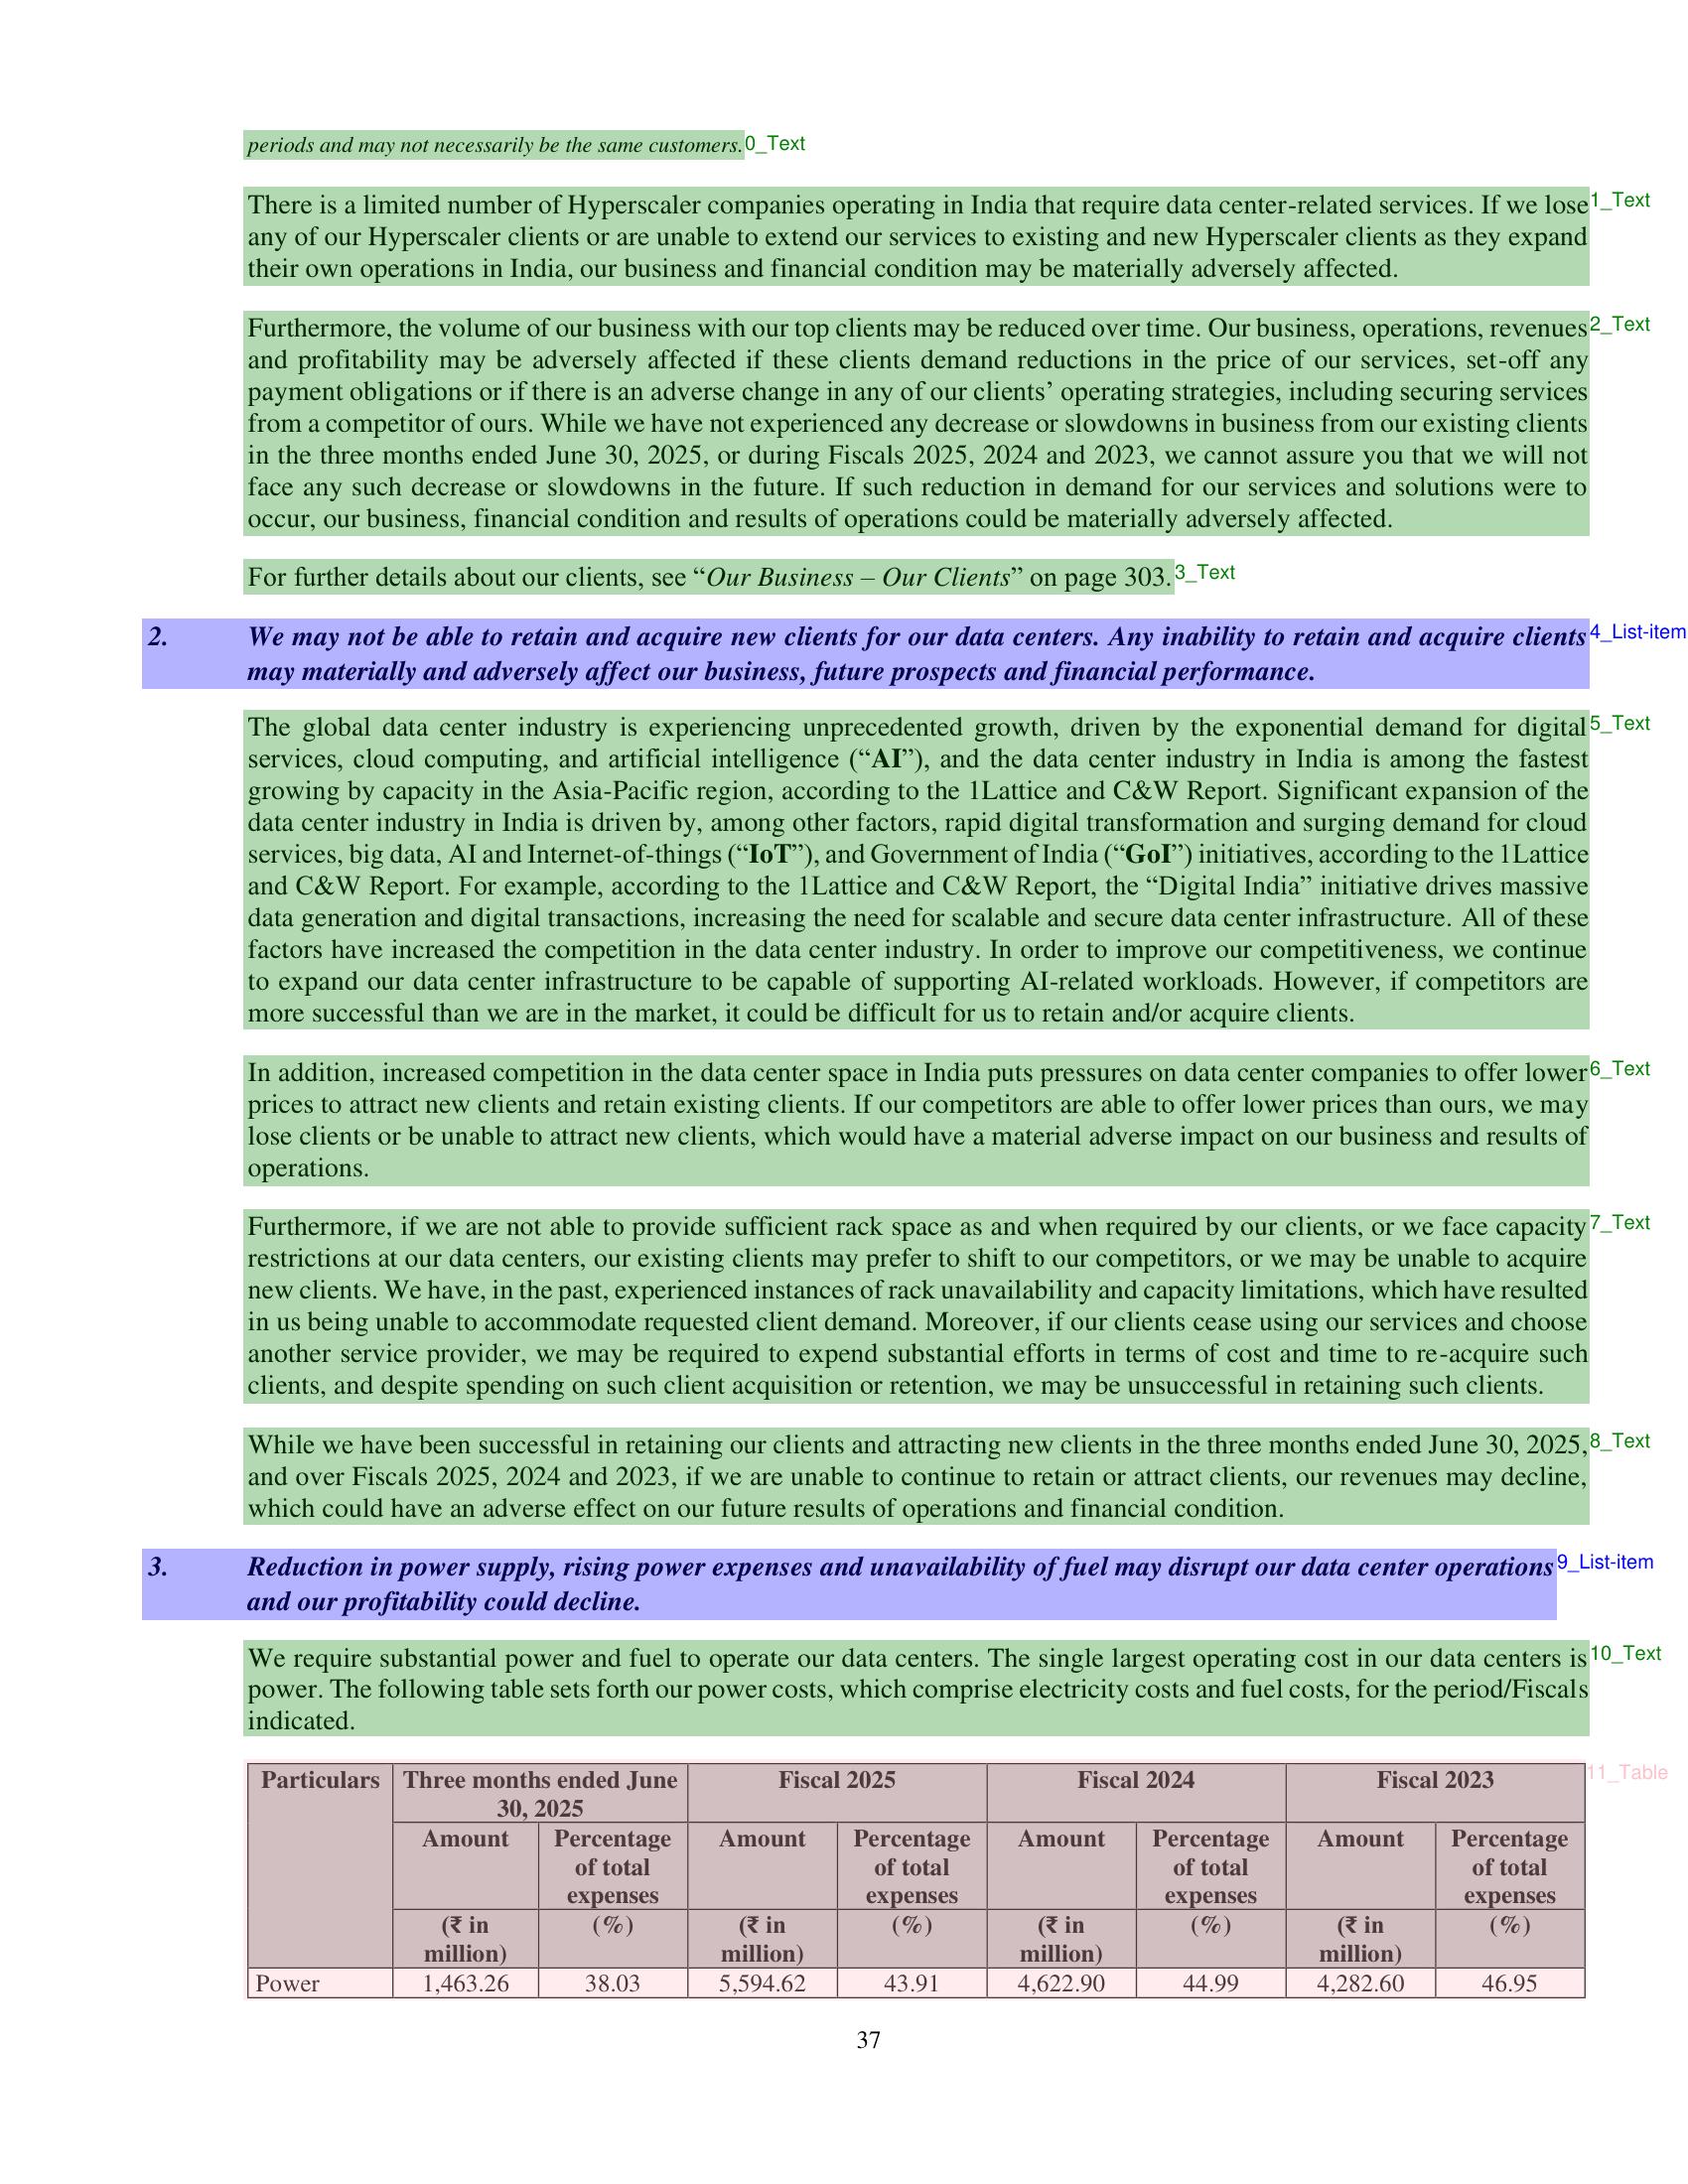 periods and may not necessarily be the same customers.
0_Text
There is a limited number of Hyperscaler companies operating in India that require data center-related services. If we lose
1_Text
any of our Hyperscaler clients or are unable to extend our services to existing and new Hyperscaler clients as they expand
their own operations in India, our business and financial condition may be materially adversely affected.
Furthermore, the volume of our business with our top clients may be reduced over time. Our business, operations, revenues
2_Text
and profitability may be adversely affected if these clients demand reductions in the price of our services, set-off any
payment obligations or if there is an adverse change in any of our clients’ operating strategies, including securing services
from a competitor of ours. While we have not experienced any decrease or slowdowns in business from our existing clients
in the three months ended June 30, 2025, or during Fiscals 2025, 2024 and 2023, we cannot assure you that we will not
face any such decrease or slowdowns in the future. If such reduction in demand for our services and solutions were to
occur, our business, financial condition and results of operations could be materially adversely affected.
For further details about our clients, see “Our Business – Our Clients” on page 303.
3_Text
2. We may not be able to retain and acquire new clients for our data centers. Any inability to retain and acquire clients
4_List-item
may materially and adversely affect our business, future prospects and financial performance.
The global data center industry is experiencing unprecedented growth, driven by the exponential demand for digital
5_Text
services, cloud computing, and artificial intelligence (“AI”), and the data center industry in India is among the fastest
growing by capacity in the Asia-Pacific region, according to the 1Lattice and C&W Report. Significant expansion of the
data center industry in India is driven by, among other factors, rapid digital transformation and surging demand for cloud
services, big data, AI and Internet-of-things (“IoT”), and Government of India (“GoI”) initiatives, according to the 1Lattice
and C&W Report. For example, according to the 1Lattice and C&W Report, the “Digital India” initiative drives massive
data generation and digital transactions, increasing the need for scalable and secure data center infrastructure. All of these
factors have increased the competition in the data center industry. In order to improve our competitiveness, we continue
to expand our data center infrastructure to be capable of supporting AI-related workloads. However, if competitors are
more successful than we are in the market, it could be difficult for us to retain and/or acquire clients.
In addition, increased competition in the data center space in India puts pressures on data center companies to offer lower
6_Text
prices to attract new clients and retain existing clients. If our competitors are able to offer lower prices than ours, we may
lose clients or be unable to attract new clients, which would have a material adverse impact on our business and results of
operations.
Furthermore, if we are not able to provide sufficient rack space as and when required by our clients, or we face capacity
7_Text
restrictions at our data centers, our existing clients may prefer to shift to our competitors, or we may be unable to acquire
new clients. We have, in the past, experienced instances of rack unavailability and capacity limitations, which have resulted
in us being unable to accommodate requested client demand. Moreover, if our clients cease using our services and choose
another service provider, we may be required to expend substantial efforts in terms of cost and time to re-acquire such
clients, and despite spending on such client acquisition or retention, we may be unsuccessful in retaining such clients.
While we have been successful in retaining our clients and attracting new clients in the three months ended June 30, 2025,
8_Text
and over Fiscals 2025, 2024 and 2023, if we are unable to continue to retain or attract clients, our revenues may decline,
which could have an adverse effect on our future results of operations and financial condition.
3. Reduction in power supply, rising power expenses and unavailability of fuel may disrupt our data center operations
9_List-item
and our profitability could decline.
We require substantial power and fuel to operate our data centers. The single largest operating cost in our data centers is
10_Text
power. The following table sets forth our power costs, which comprise electricity costs and fuel costs, for the period/Fiscals
indicated.
11_Table
Particulars Three months ended June Fiscal 2025 Fiscal 2024 Fiscal 2023
30, 2025
Amount Percentage Amount Percentage Amount Percentage Amount Percentage
of total of total of total of total
expenses expenses expenses expenses
(₹ in (%) (₹ in (%) (₹ in (%) (₹ in (%)
million) million) million) million)
Power 1,463.26 38.03 5,594.62 43.91 4,622.90 44.99 4,282.60 46.95
37